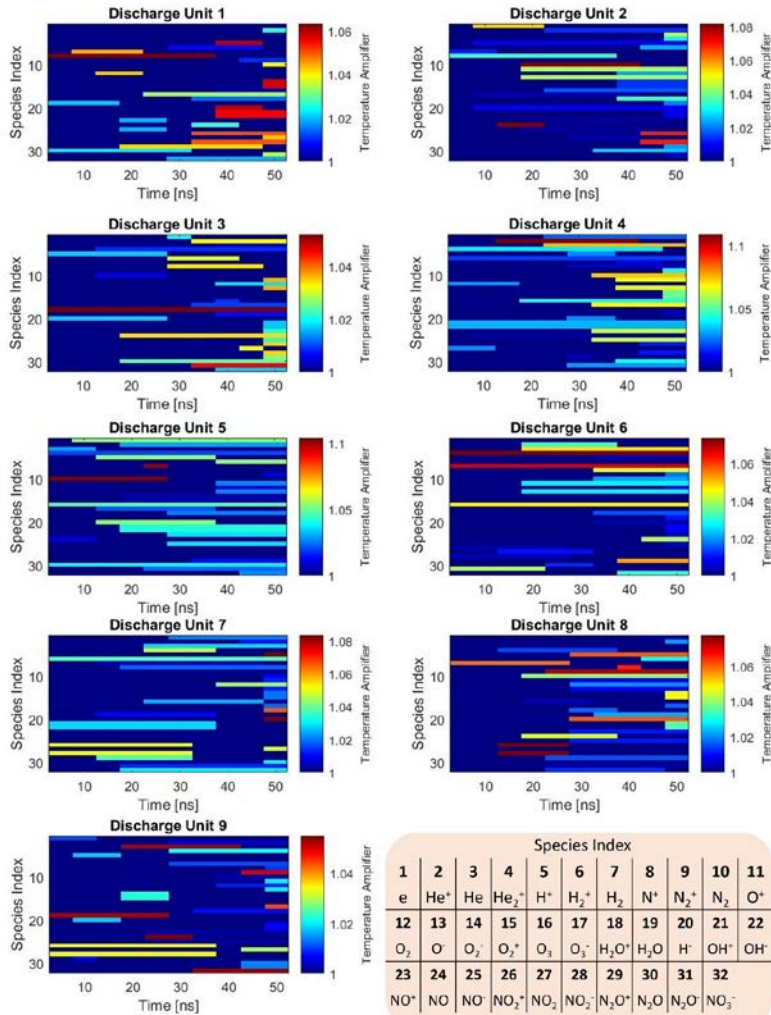 Discharge Unit 1
Species Index
10
20
30
10 20 30 40 50
Time [ns]
1.06
1.04
1.02
1
Temperature Amplifier
Discharge Unit 2
Species Index
10
20
30
10 20 30 40 50
Time [ns]
1.08
1.06
1.04
1.02
1
Temperature Amplifier
Discharge Unit 3
Species Index
10
20
30
10 20 30 40 50
Time [ns]
1.04
1.02
1
Temperature Amplifier
Discharge Unit 4
Species Index
10
20
30
10 20 30 40 50
Time [ns]
1.1
1.05
1
Temperature Amplifier
Discharge Unit 5
Species Index
10
20
30
10 20 30 40 50
Time [ns]
1.1
1.05
1
Temperature Amplifier
Discharge Unit 6
Species Index
10
20
30
10 20 30 40 50
Time [ns]
1.06
1.04
1.02
1
Temperature Amplifier
Discharge Unit 7
Species Index
10
20
30
10 20 30 40 50
Time [ns]
1.08
1.06
1.04
1.02
1
Temperature Amplifier
Discharge Unit 8
Species Index
10
20
30
10 20 30 40 50
Time [ns]
1.06
1.04
1.02
1
Temperature Amplifier
Discharge Unit 9
Species Index
10
20
30
10 20 30 40 50
Time [ns]
1.04
1.02
1
Temperature Amplifier
Species Index
1 2 3 4 5 6 7 8 9 10 11
e He⁺ He He₂⁺ H⁺ H₂⁺ H₂ N⁺ N₂⁺ N₂ O⁺
12 13 14 15 16 17 18 19 20 21 22
O₂ O⁻ O₂⁻ O₂⁺ O₃ O₃⁻ H₂O⁺ H₂O H⁻ OH⁺ OH⁻
23 24 25 26 27 28 29 30 31 32
NO⁺ NO NO⁻ NO₂⁺ NO₂ NO₂⁻ N₂O⁺ N₂O N₂O⁻ NO₃⁻